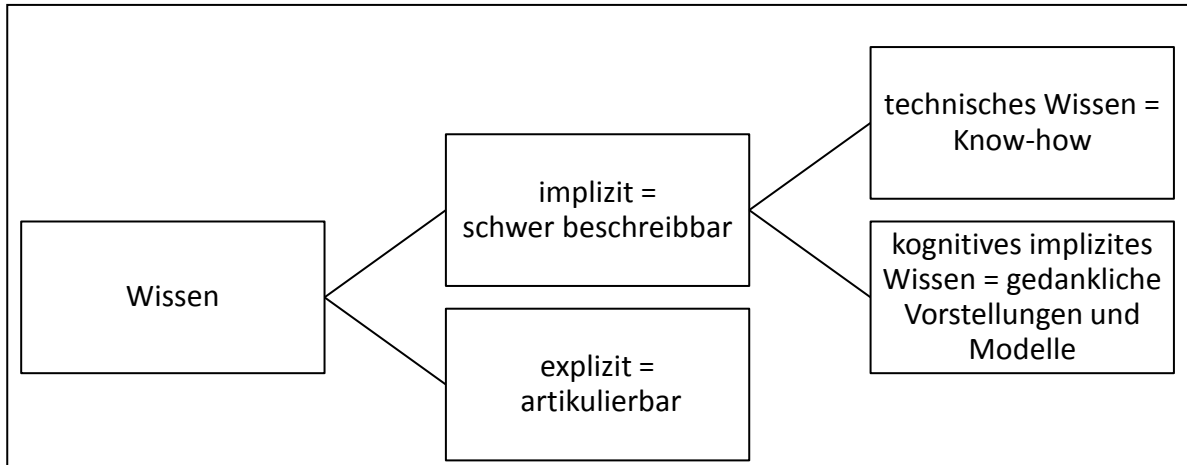 Wissen
implizit =
schwer beschreibbar
explizit =
artikulierbar
technisches Wissen =
Know-how
kognitives implizites
Wissen = gedankliche
Vorstellungen und
Modelle